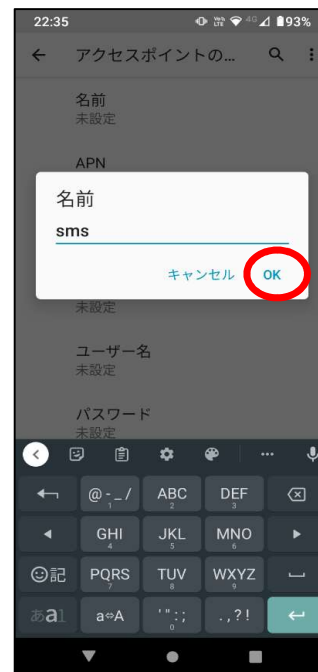 22:35
Vo))
LTE
4G
93%
アクセスポイントの...
名前
未設定
APN
名前
sms
キャンセル
OK
未設定
ユーザー名
未設定
パスワード
未設定
@-_/
1
ABC
2
DEF
3
GHI
4
JKL
5
MNO
6
記
PQRS
7
TUV
8
WXYZ
9
あa1
a⇔A
'":;
0
.,?!